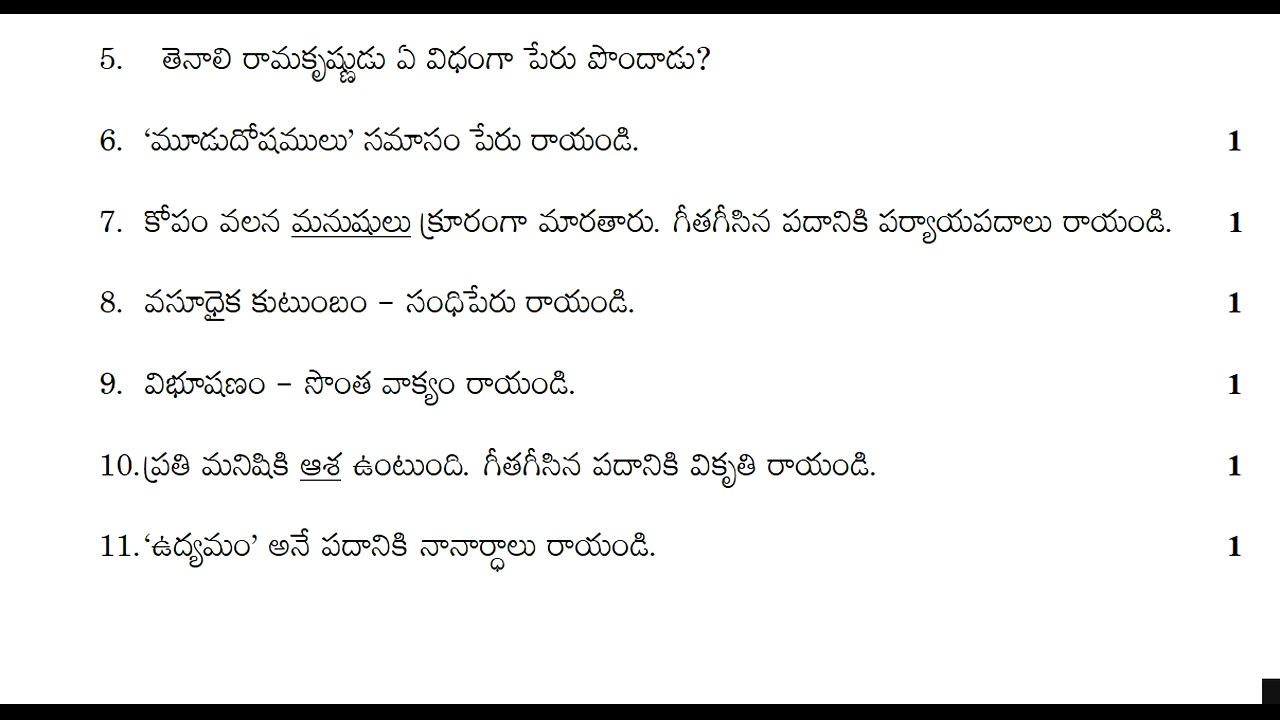 5. తెనాలి రామకృష్ణుడు ఏ విధంగా పేరు పొందాడు?
6. ‘మూడుదోషములు’ సమాసం పేరు రాయండి. 1
7. కోపం వలన మనుషులు క్రూరంగా మారతారు. గీతగీసిన పదానికి పర్యాయపదాలు రాయండి. 1
8. వసూధైక కుటుంబం – సంధిపేరు రాయండి. 1
9. విభూషణం – సొంత వాక్యం రాయండి. 1
10. ప్రతి మనిషికి ఆశ ఉంటుంది. గీతగీసిన పదానికి వికృతి రాయండి. 1
11. ‘ఉద్యమం’ అనే పదానికి నానార్ధాలు రాయండి. 1